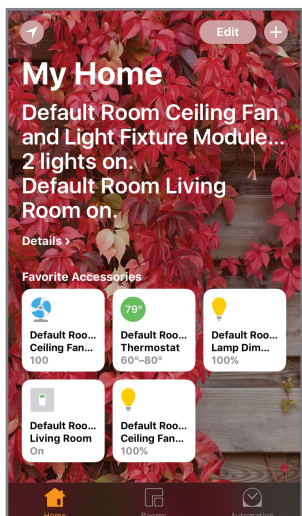 Edit
My Home
Default Room Ceiling Fan
and Light Fixture Module...
2 lights on.
Default Room Living
Room on.
Details >
Favorite Accessories
Default Roo...
Ceiling Fan...
100
79°
Default Roo...
Thermostat
60°–80°
Default Roo...
Lamp Dim...
100%
Default Roo...
Living Room
On
Default Roo...
Ceiling Fan...
100%
Home
Rooms
Automation